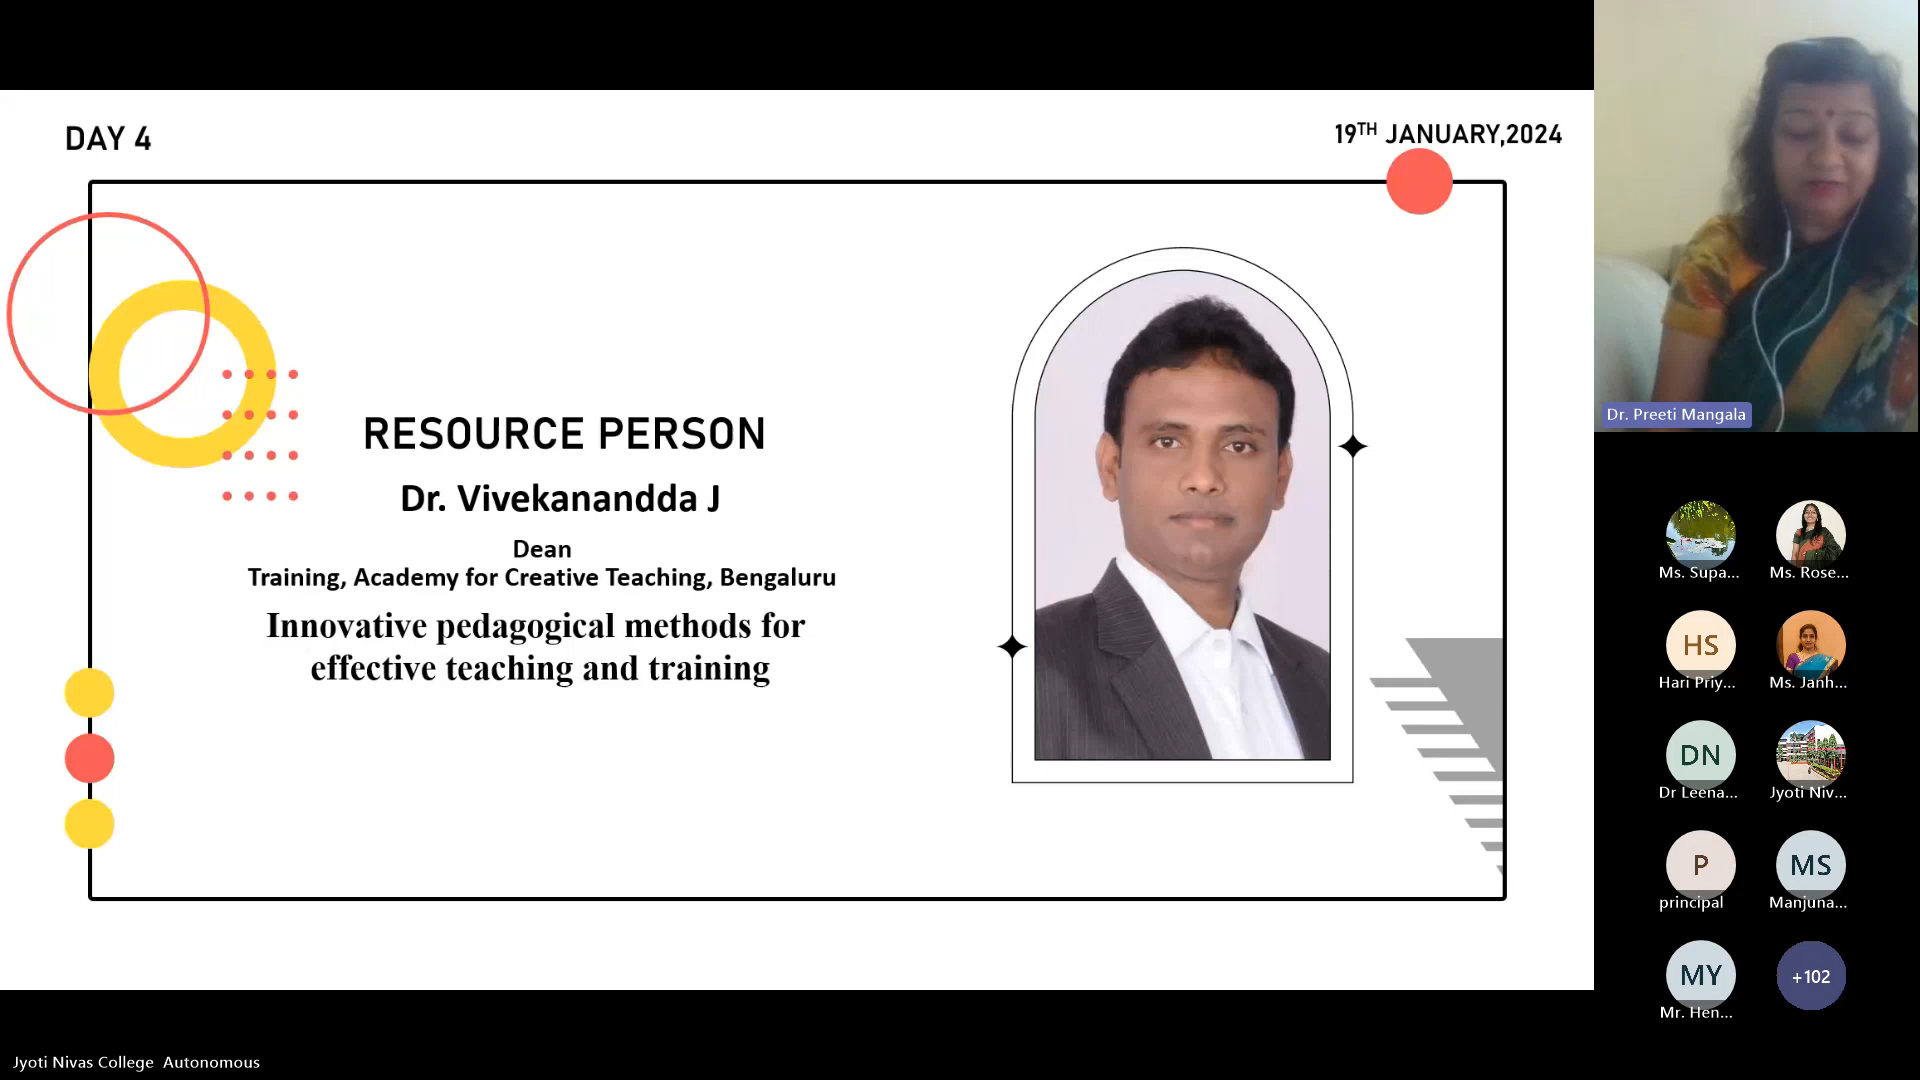 DAY 4
19TH JANUARY,2024
RESOURCE PERSON
Dr. Vivekanandda J
Dean
Training, Academy for Creative Teaching, Bengaluru
Innovative pedagogical methods for
effective teaching and training
Dr. Preeti Mangala
Ms. Supa...
Ms. Rose...
HS
Hari Priy...
Ms. Janh...
DN
Dr Leena...
Jyoti Niv...
P
principal
MS
Manjuna...
MY
Mr. Hen...
+102
Jyoti Nivas College Autonomous